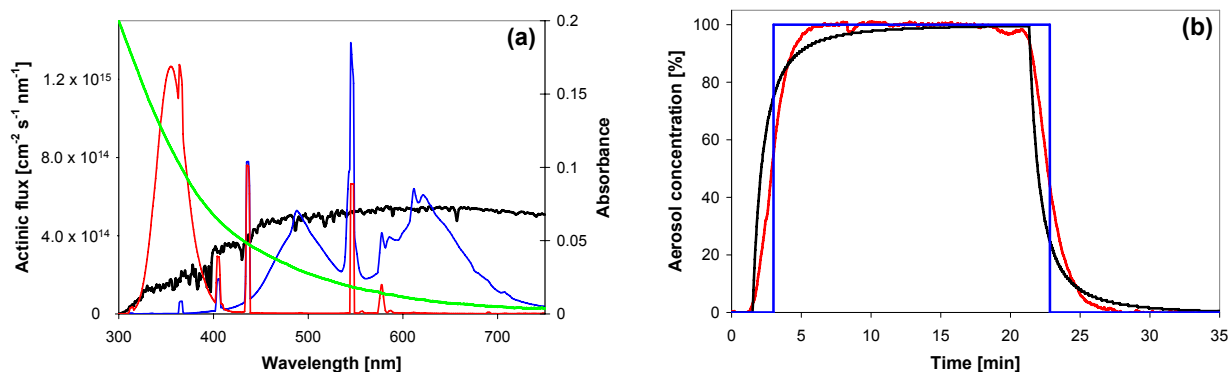 (a)
Actinic flux [cm⁻² s⁻¹ nm⁻¹]
1.2 x 10¹⁵
8.0 x 10¹⁴
4.0 x 10¹⁴
0
0.2
0.15
0.1
0.05
0
Absorbance
300 400 500 600 700
Wavelength [nm]
(b)
Aerosol concentration [%]
100
80
60
40
20
0
0 5 10 15 20 25 30 35
Time [min]